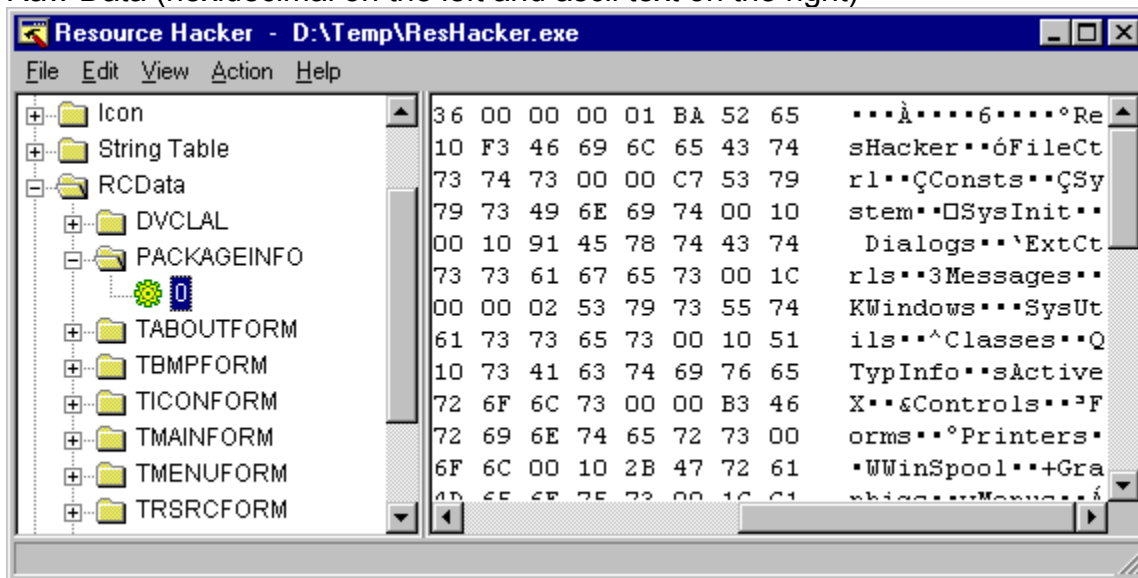 Raw Data (hex/decimal on the left and ascii text on the right)
Resource Hacker - D:\Temp\ResHacker.exe
File Edit View Action Help
Icon
String Table
RCData
DVCLAL
PACKAGEINFO
0
TABOUTFORM
TBMPFORM
TICONFORM
TMAINFORM
TMENUFORM
TRSRCFORM
36 00 00 00 01 BA 52 65 ···À····6····°Re
10 F3 46 69 6C 65 43 74 sHacker··óFileCt
73 74 73 00 00 C7 53 79 rl··ÇConsts··ÇSy
79 73 49 6E 69 74 00 10 stem··□SysInit··
00 10 91 45 78 74 43 74 Dialogs··‘ExtCt
73 73 61 67 65 73 00 1C rls··3Messages··
00 00 02 53 79 73 55 74 KWindows···SysUt
61 73 73 65 73 00 10 51 ils··^Classes··Q
10 73 41 63 74 69 76 65 TypInfo··sActive
72 6F 6C 73 00 00 B3 46 X··&Controls··³F
72 69 6E 74 65 72 73 00 orms··°Printers·
6F 6C 00 10 2B 47 72 61 ·WWinSpool··+Gra